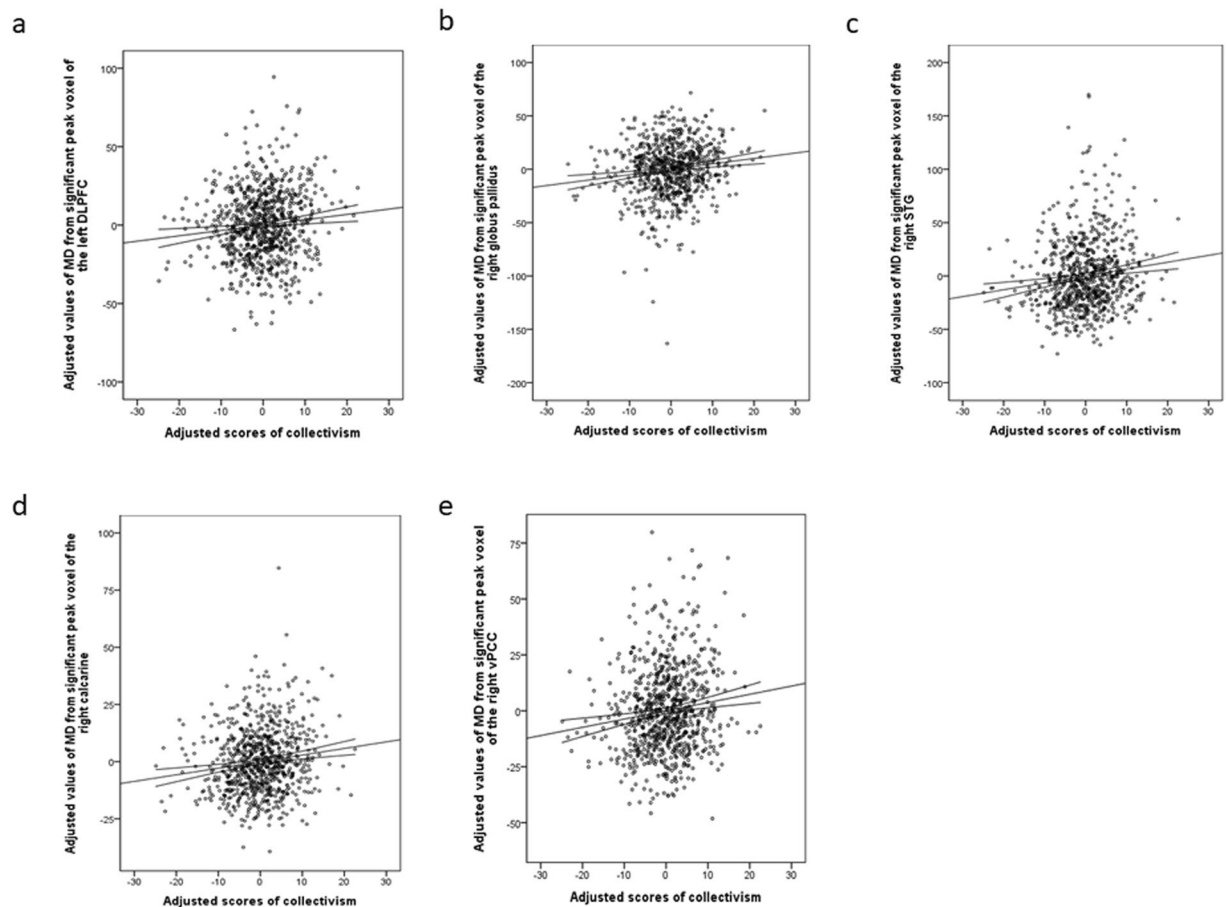 a
Adjusted values of MD from significant peak voxel of
the left DLPFC
100
50
0
-50
-100
-30 -20 -10 0 10 20 30
Adjusted scores of collectivism
b
Adjusted values of MD from significant peak voxel of the
right globus pallidus
100
50
0
-50
-100
-150
-200
-30 -20 -10 0 10 20 30
Adjusted scores of collectivism
c
Adjusted values of MD from significant peak voxel of the
right STG
200
150
100
50
0
-50
-100
-30 -20 -10 0 10 20 30
Adjusted scores of collectivism
d
Adjusted values of MD from significant peak voxel of the
right calcarine
100
75
50
25
0
-25
-30 -20 -10 0 10 20 30
Adjusted scores of collectivism
e
Adjusted values of MD from significant peak voxel
of the right vPCC
75
50
25
0
-25
-50
-30 -20 -10 0 10 20 30
Adjusted scores of collectivism